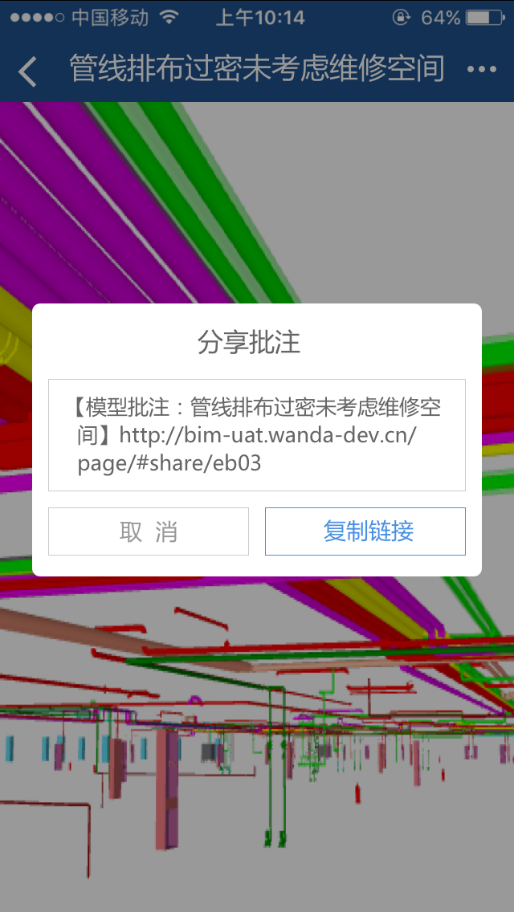 中国移动 上午10:14 64%
管线排布过密未考虑维修空间
分享批注
【模型批注：管线排布过密未考虑维修空
间】http://bim-uat.wanda-dev.cn/
page/#share/eb03
取 消 复制链接